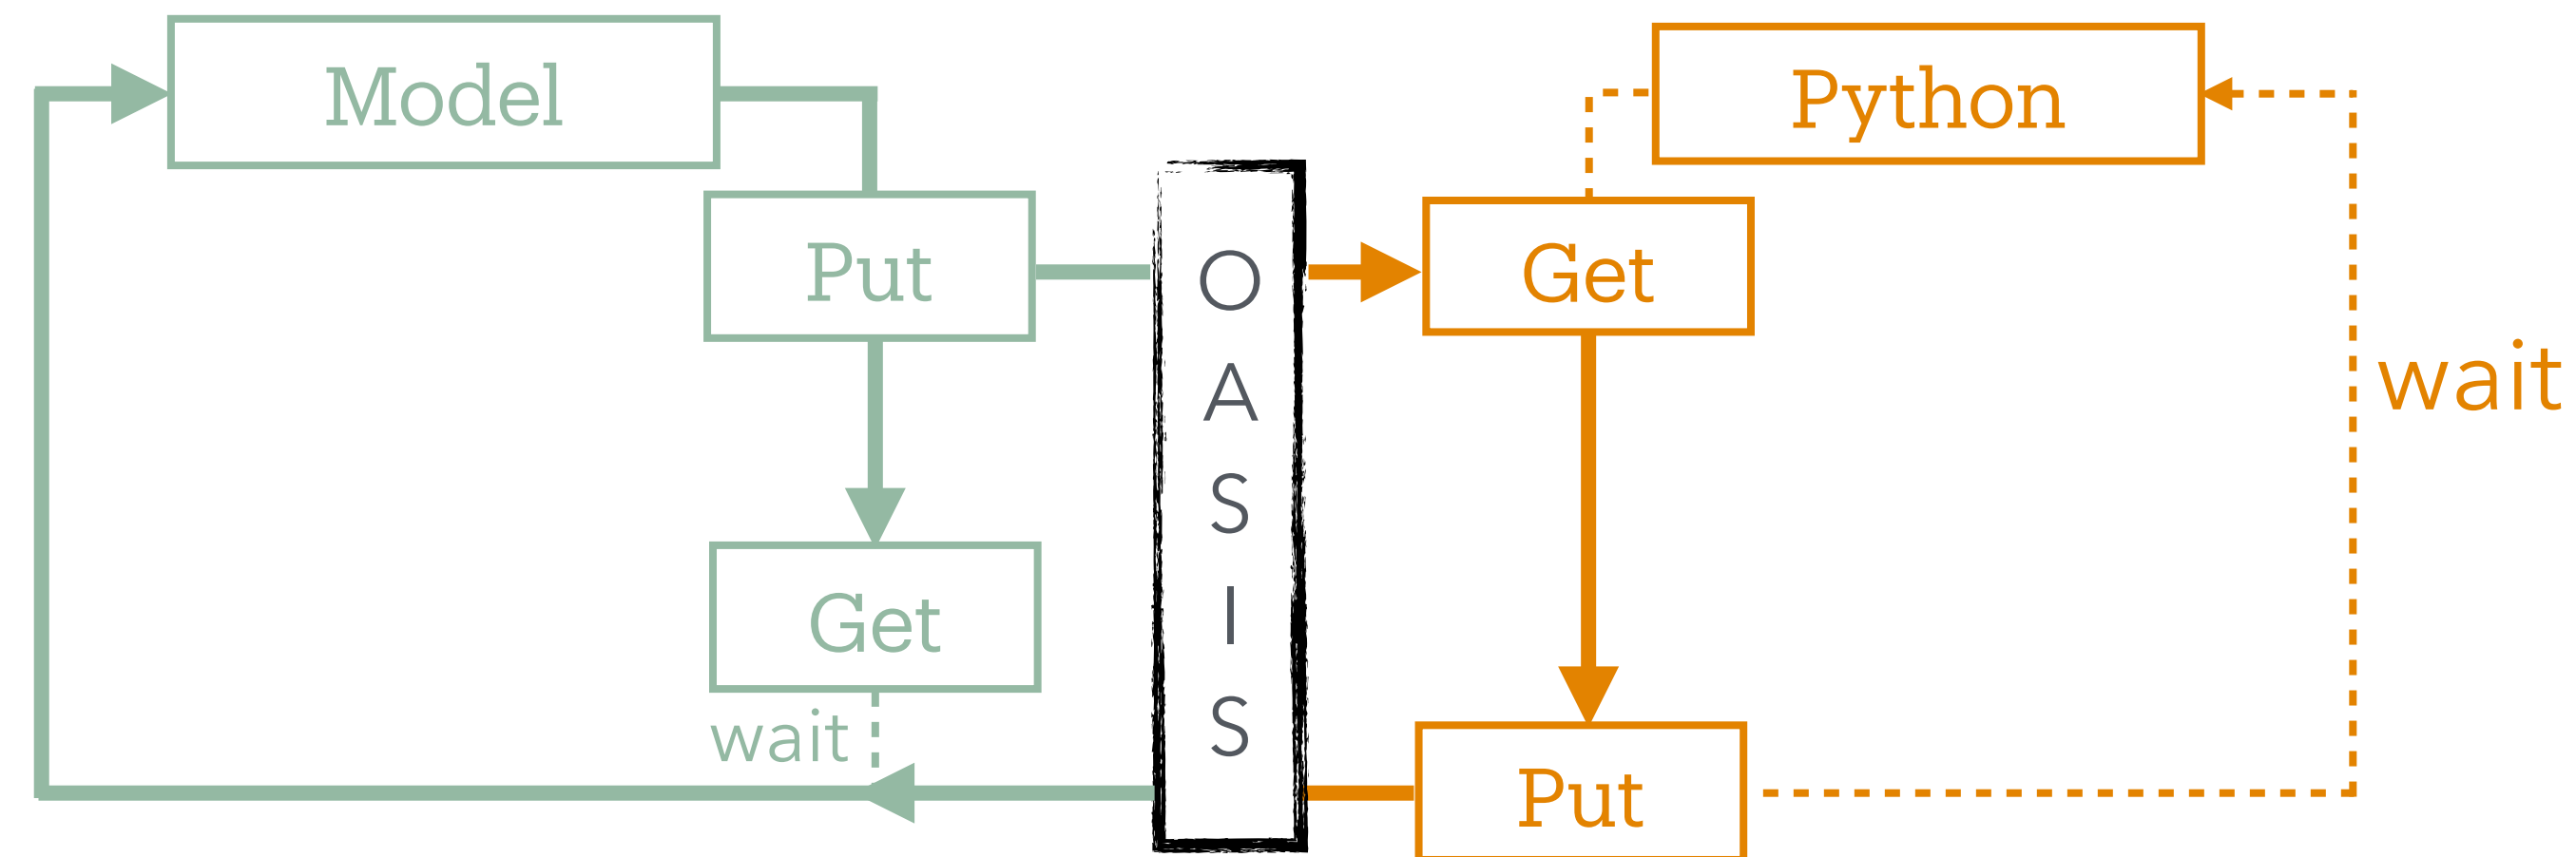 Model
Put
Get
wait
O
A
S
I
S
Python
Get
Put
wait